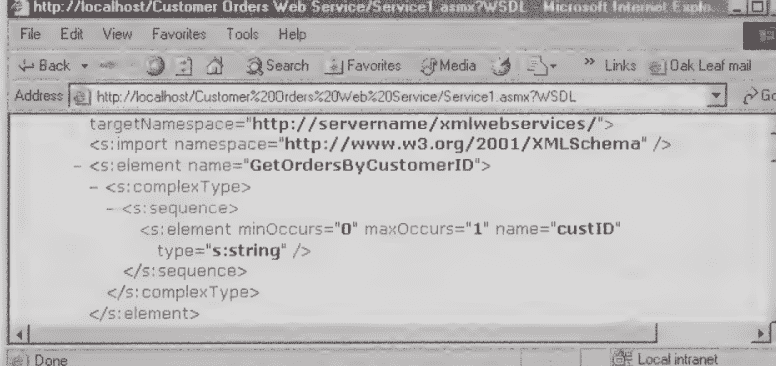 http://localhost/Customer Orders Web Service/Service1.asmx?WSDL Microsoft Internet Explo
File Edit View Favorites Tools Help
Back Search Favorites Media Links Oak Leaf mail
Address http://localhost/Customer%20Orders%20Web%20Service/Service1.asmx?WSDL Go
targetNamespace="http://servername/xmlwebservices/">
<s:import namespace="http://www.w3.org/2001/XMLSchema" />
- <s:element name="GetOrdersByCustomerID">
- <s:complexType>
- <s:sequence>
<s:element minOccurs="0" maxOccurs="1" name="custID"
type="s:string" />
</s:sequence>
</s:complexType>
</s:element>
Done Local intranet